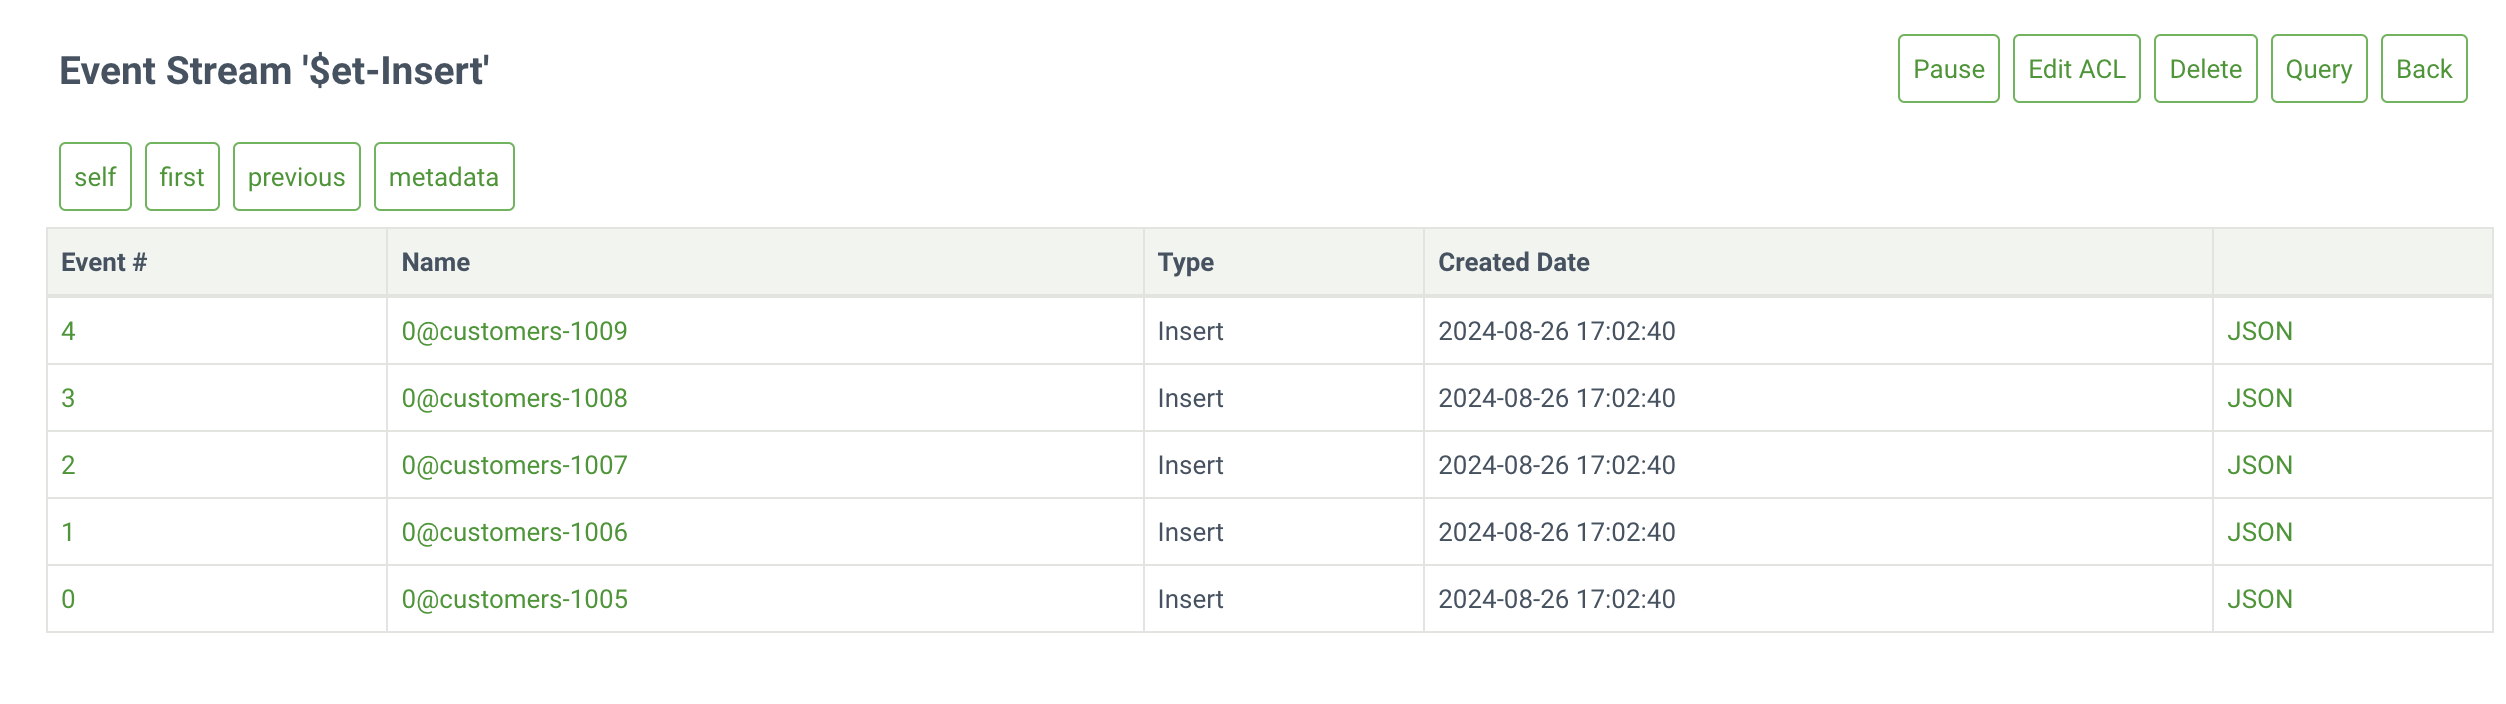 Event Stream '$et-Insert'
Pause Edit ACL Delete Query Back
self first previous metadata
Event # Name Type Created Date
4 0@customers-1009 Insert 2024-08-26 17:02:40 JSON
3 0@customers-1008 Insert 2024-08-26 17:02:40 JSON
2 0@customers-1007 Insert 2024-08-26 17:02:40 JSON
1 0@customers-1006 Insert 2024-08-26 17:02:40 JSON
0 0@customers-1005 Insert 2024-08-26 17:02:40 JSON